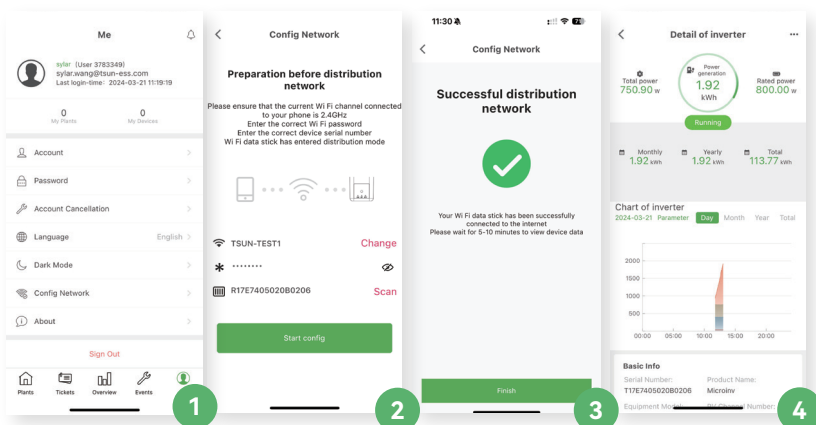 Me
sylar (User 3783349)
sylar.wang@tsun-ess.com
Last login-time: 2024-03-21 11:19:19
0
My Plants
0
My Devices
Account
Password
Account Cancellation
Language
English
Dark Mode
Config Network
About
Sign Out
Plants
Tickets
Overview
Events
1
Config Network
Preparation before distribution
network
Please ensure that the current Wi Fi channel connected
to your phone is 2.4GHz
Enter the correct Wi Fi password
Enter the correct device serial number
Wi Fi data stick has entered distribution mode
TSUN-TEST1
Change
R17E7405020B0206
Scan
Start config
2
11:30
Config Network
Successful distribution
network
Your Wi Fi data stick has been successfully
connected to the internet
Please wait for 5-10 minutes to view device data
Finish
3
Detail of inverter
Total power
750.90 w
Power
generation
1.92
kWh
Rated power
800.00 w
Running
Monthly
1.92 kWh
Yearly
1.92 kWh
Total
113.77 kWh
Chart of inverter
2024-03-21 Parameter Day Month Year Total
2000
1500
1000
500
00:00 05:00 10:00 15:00 20:00
Basic Info
Serial Number:
T17E7405020B0206
Product Name:
Microinv
Equipment Model:
Number:
4